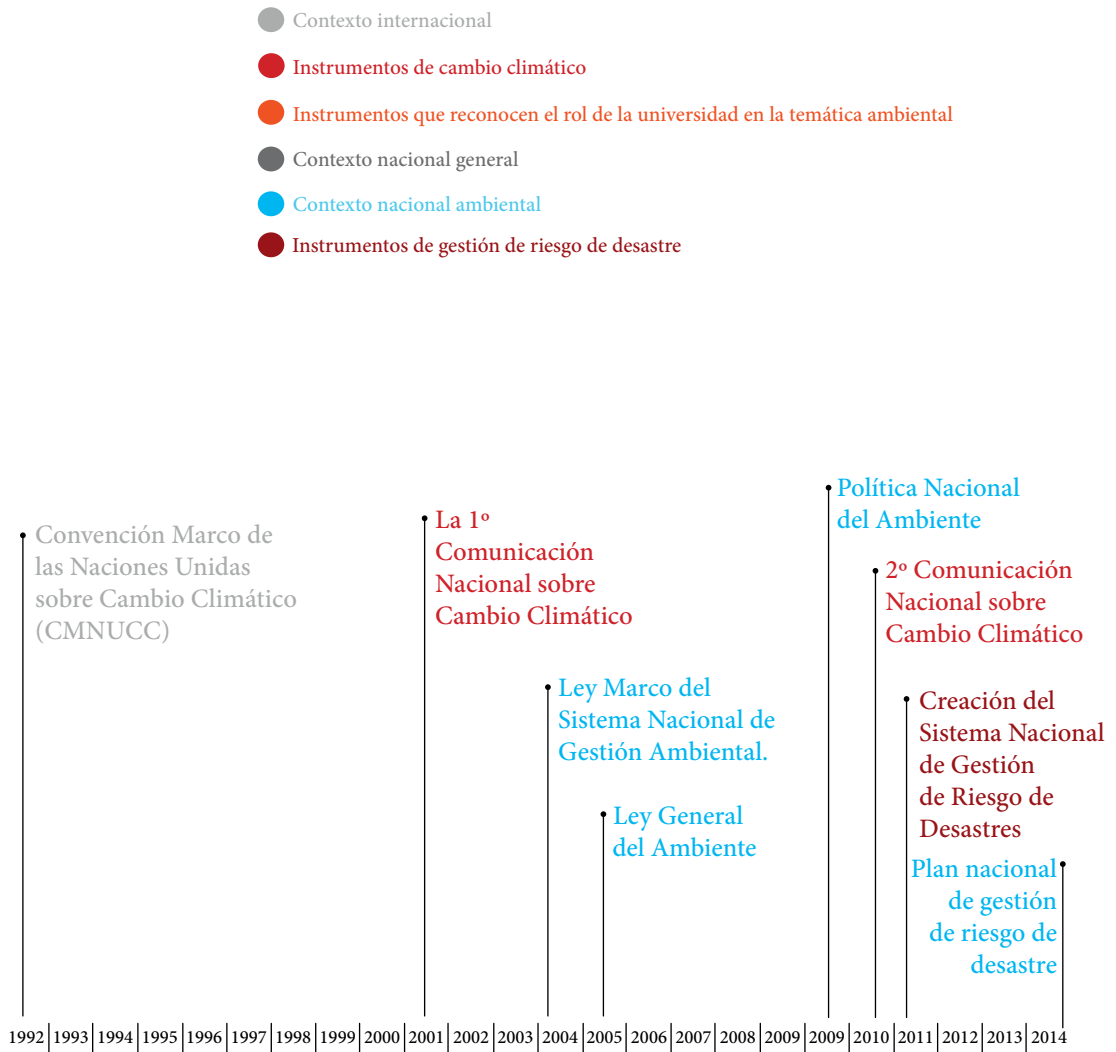 Contexto internacional
Instrumentos de cambio climático
Instrumentos que reconocen el rol de la universidad en la temática ambiental
Contexto nacional general
Contexto nacional ambiental
Instrumentos de gestión de riesgo de desastre
Convención Marco de
las Naciones Unidas
sobre Cambio Climático
(CMNUCC)
La 1º
Comunicación
Nacional sobre
Cambio Climático
Ley Marco del
Sistema Nacional de
Gestión Ambiental.
Ley General
del Ambiente
Política Nacional
del Ambiente
2º Comunicación
Nacional sobre
Cambio Climático
Creación del
Sistema Nacional
de Gestión
de Riesgo de
Desastres
Plan nacional
de gestión
de riesgo de
desastre
1992 1993 1994 1995 1996 1997 1998 1999 2000 2001 2002 2003 2004 2005 2006 2007 2008 2009 2010 2011 2012 2013 2014